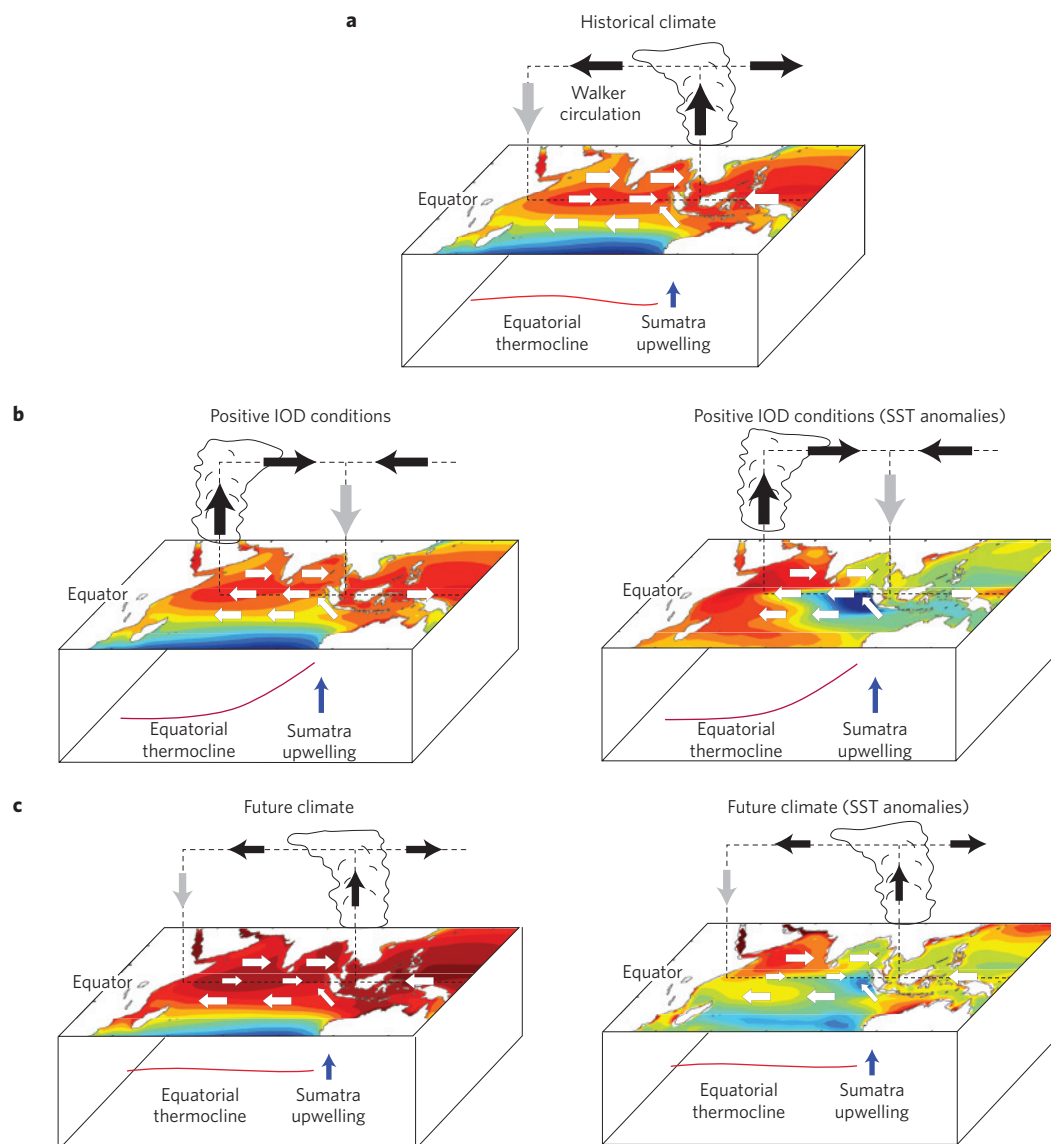 a
Historical climate
Walker
circulation
Equator
Equatorial
thermocline
Sumatra
upwelling
b
Positive IOD conditions
Equator
Equatorial
thermocline
Sumatra
upwelling
Positive IOD conditions (SST anomalies)
Equator
Equatorial
thermocline
Sumatra
upwelling
c
Future climate
Equator
Equatorial
thermocline
Sumatra
upwelling
Future climate (SST anomalies)
Equator
Equatorial
thermocline
Sumatra
upwelling